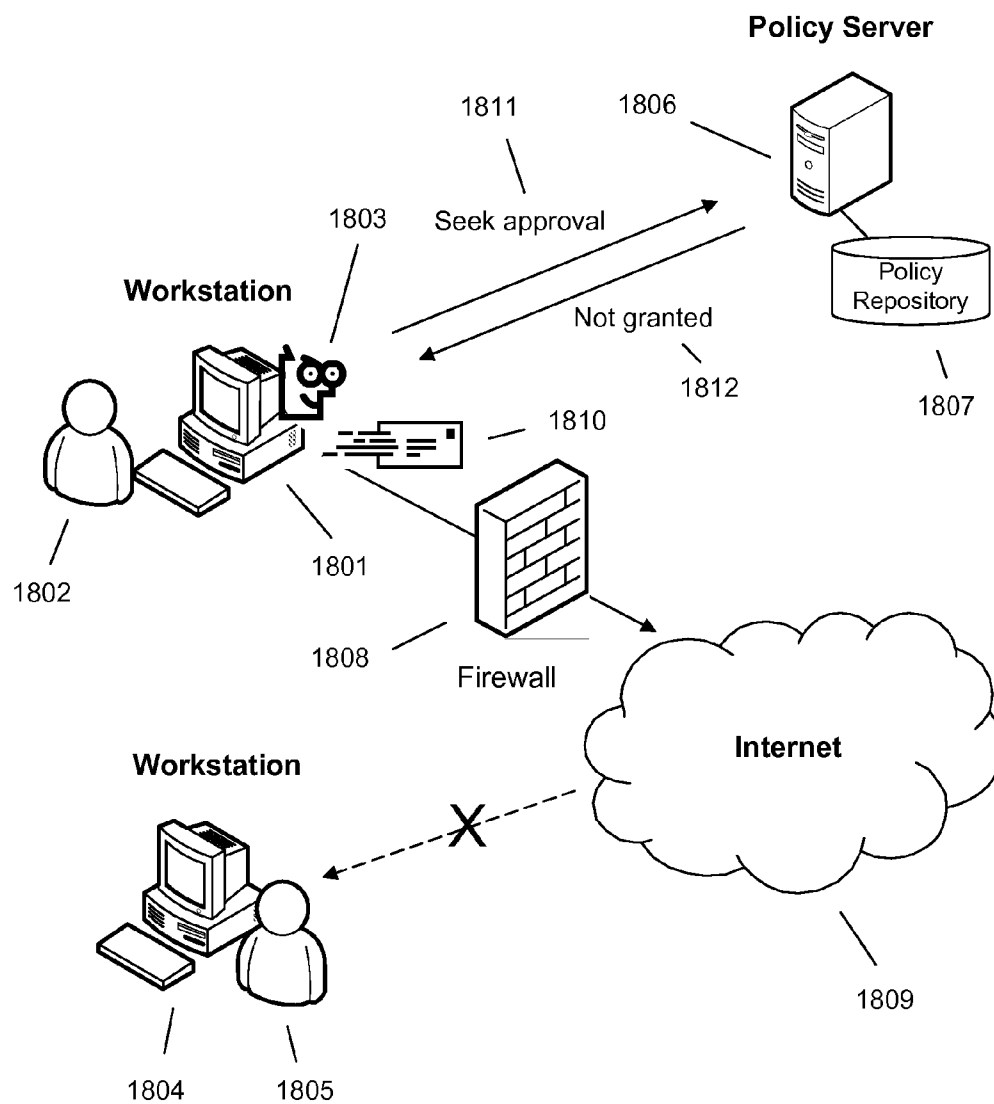 Policy Server
1811
1806
1803
Seek approval
Workstation
Policy
Repository
Not granted
1812
1807
1810
1801
1802
1808
Firewall
Internet
Workstation
X
1809
1804
1805